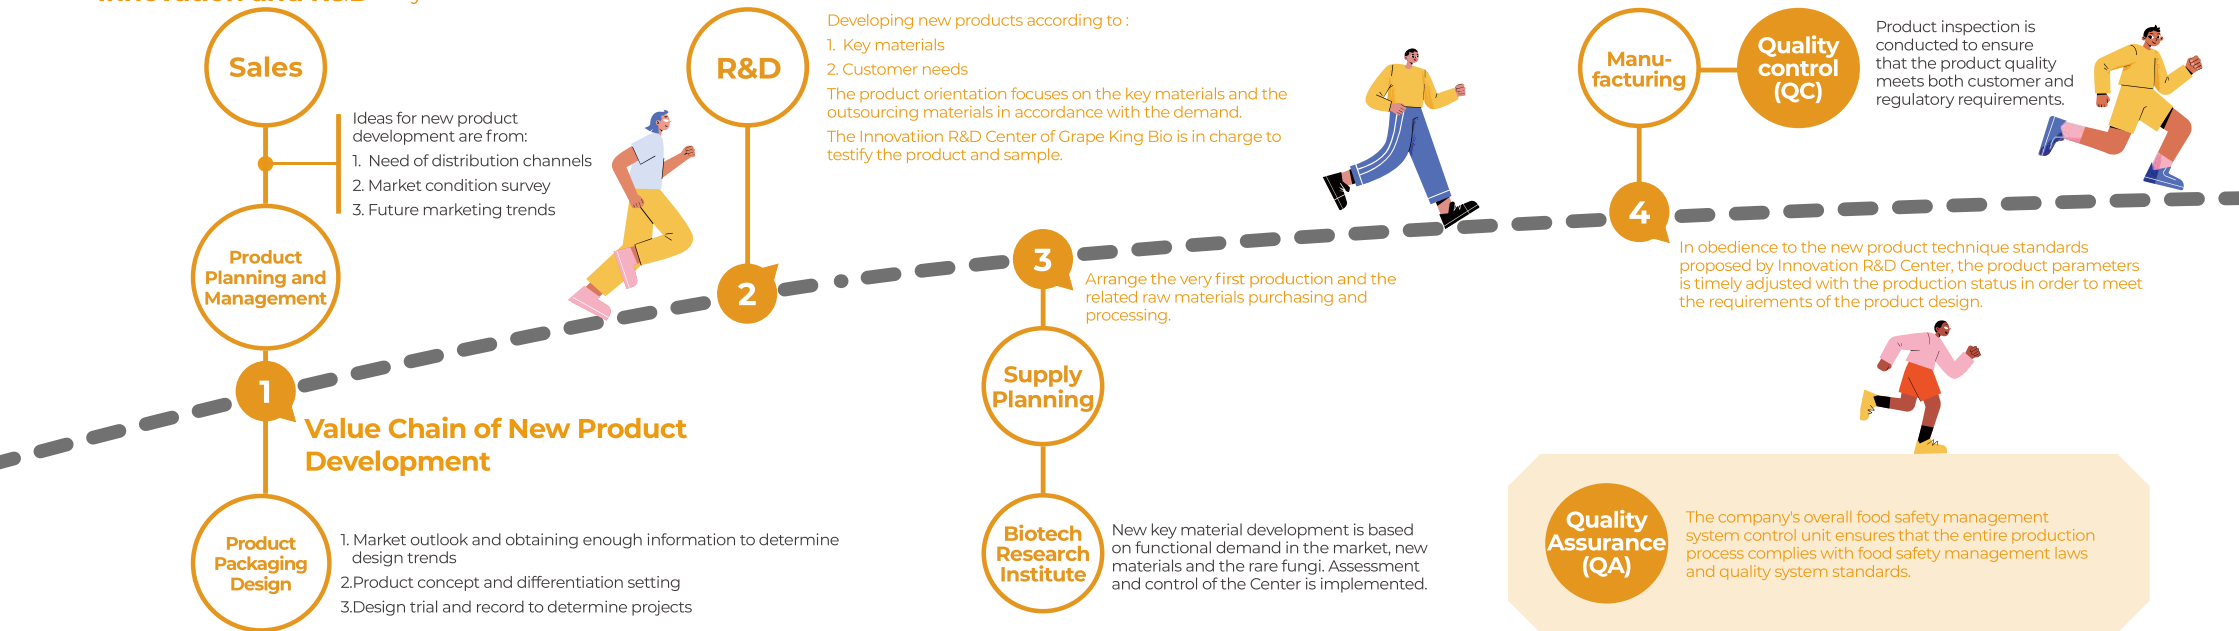 Innovation and R&D
Sales
Ideas for new product
development are from:
1. Need of distribution channels
2. Market condition survey
3. Future marketing trends
Product
Planning and
Management
1
Value Chain of New Product
Development
Product
Packaging
Design
1. Market outlook and obtaining enough information to determine
design trends
2.Product concept and differentiation setting
3.Design trial and record to determine projects
R&D
Developing new products according to :
1. Key materials
2. Customer needs
The product orientation focuses on the key materials and the
outsourcing materials in accordance with the demand.
The Innovatiion R&D Center of Grape King Bio is in charge to
testify the product and sample.
2
3
Arrange the very first production and the
related raw materials purchasing and
processing.
Supply
Planning
Biotech
Research
Institute
New key material development is based
on functional demand in the market, new
materials and the rare fungi. Assessment
and control of the Center is implemented.
Manu-
facturing
Quality
control
(QC)
Product inspection is
conducted to ensure
that the product quality
meets both customer and
regulatory requirements.
4
In obedience to the new product technique standards
proposed by Innovation R&D Center, the product parameters
is timely adjusted with the production status in order to meet
the requirements of the product design.
Quality
Assurance
(QA)
The company's overall food safety management
system control unit ensures that the entire production
process complies with food safety management laws
and quality system standards.